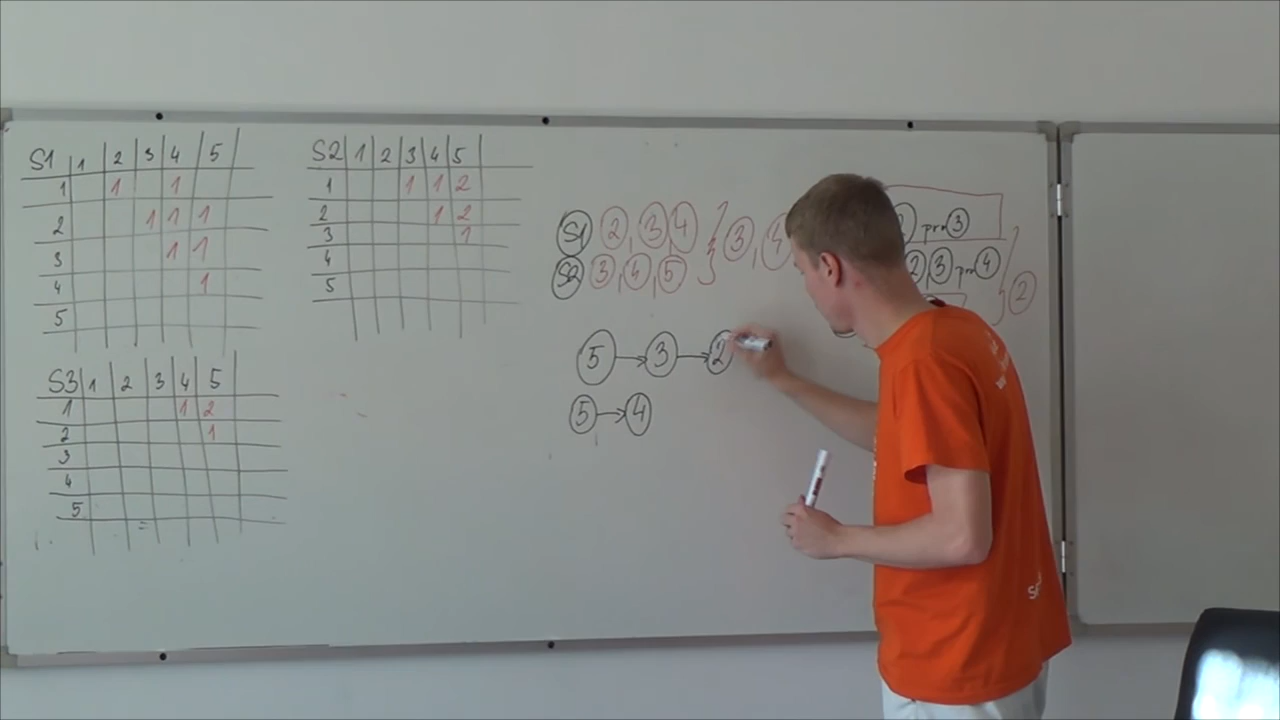 S1 1 2 3 4 5
1 1 1
2 1 1 1
3 1 1
4 1
5
S2 1 2 3 4 5
1 1 1 2
2 1 2
3 1
4
5
S3 1 2 3 4 5
1 1 2
2 1
3
4
5
S1 2, 3, 4 } 3, 4
S2 3, 4, 5
2 pro 3
2, 3 pro 4 } 2
5 → 3 → 2
5 → 4